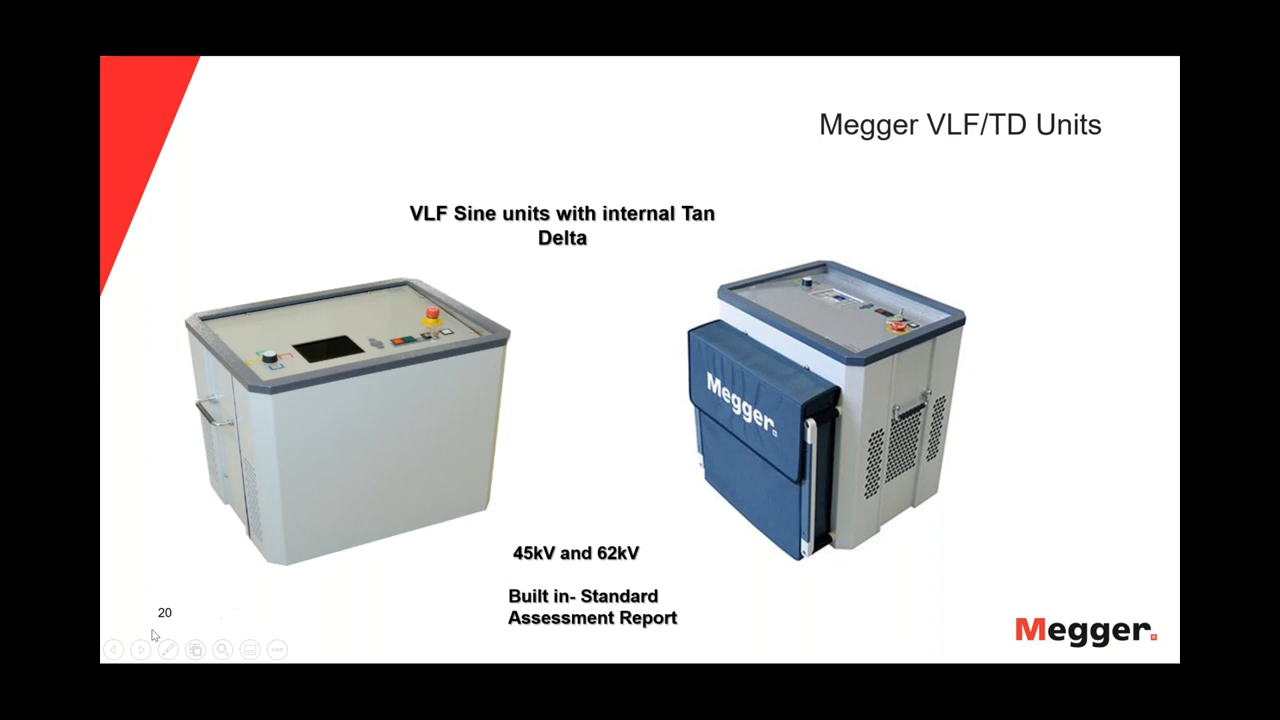 Megger VLF/TD Units
VLF Sine units with internal Tan
Delta
Megger.
45kV and 62kV
Built in- Standard
Assessment Report
20
Megger.